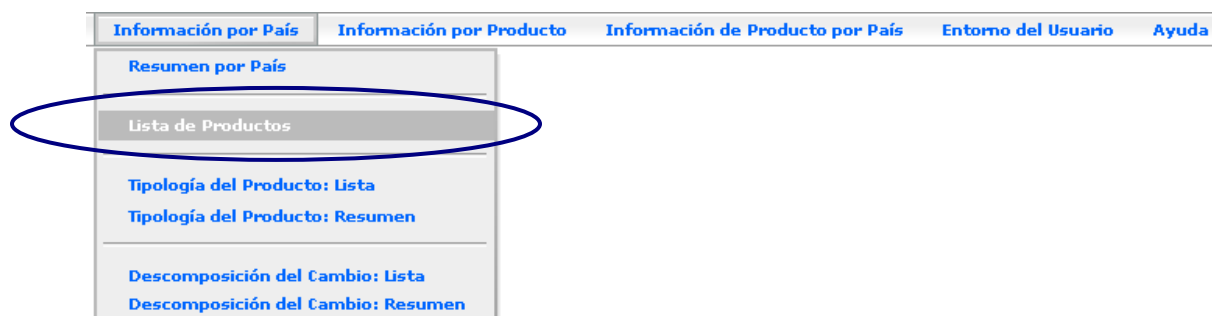 Información por País Información por Producto Información de Producto por País Entorno del Usuario Ayuda
Resumen por País
Lista de Productos
Tipología del Producto: Lista
Tipología del Producto: Resumen
Descomposición del Cambio: Lista
Descomposición del Cambio: Resumen